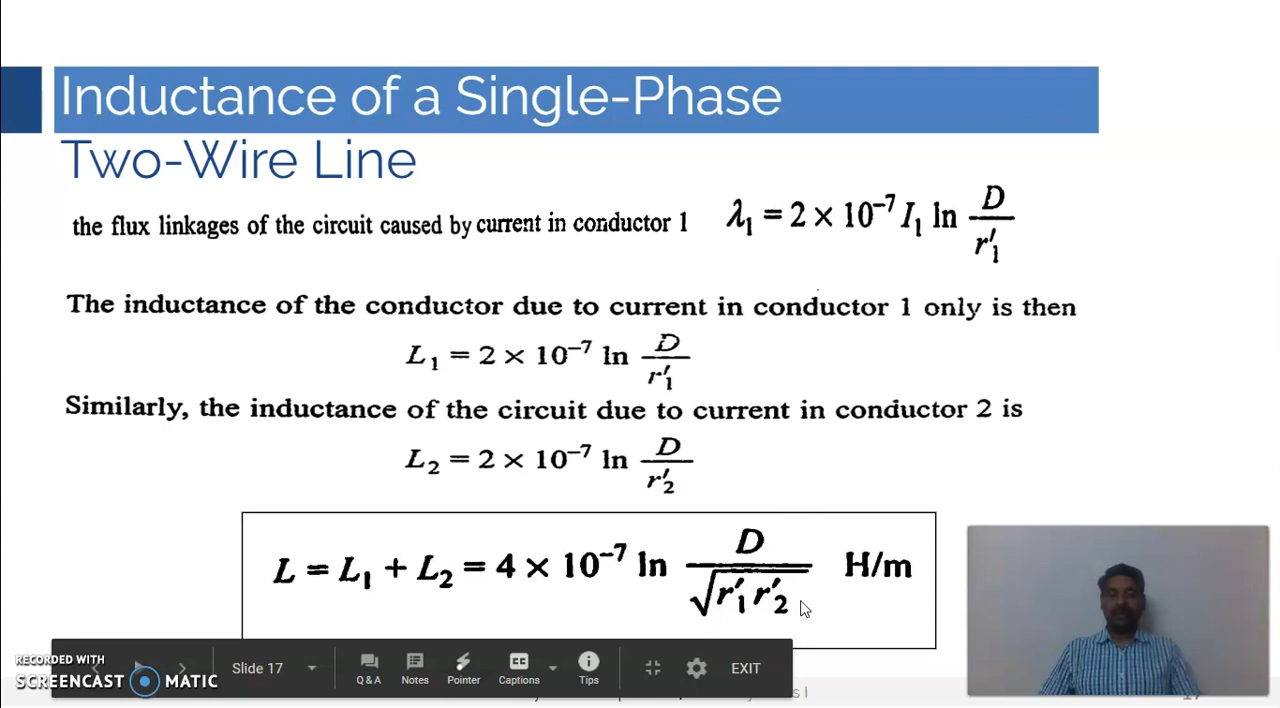 Inductance of a Single-Phase
Two-Wire Line
the flux linkages of the circuit caused by current in conductor 1 λ₁ = 2 × 10⁻⁷ I₁ ln D/r′₁
The inductance of the conductor due to current in conductor 1 only is then
L₁ = 2 × 10⁻⁷ ln D/r′₁
Similarly, the inductance of the circuit due to current in conductor 2 is
L₂ = 2 × 10⁻⁷ ln D/r′₂
L = L₁ + L₂ = 4 × 10⁻⁷ ln D/√r′₁ r′₂ H/m
RECORDED WITH
SCREENCAST MATIC
Slide 17
Q & A
Notes
Pointer
Captions
Tips
EXIT
17